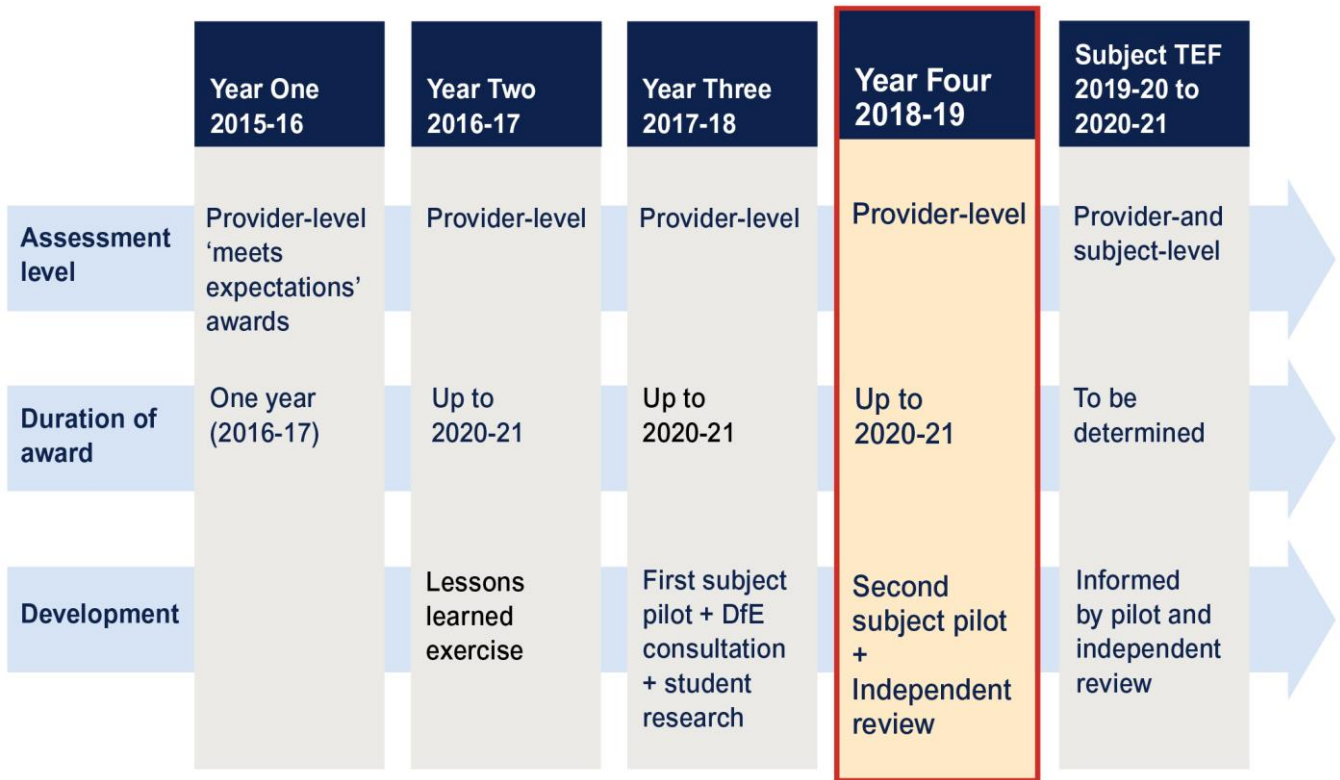 Year One
2015-16
Year Two
2016-17
Year Three
2017-18
Year Four
2018-19
Subject TEF
2019-20 to
2020-21
Assessment
level
Provider-level
‘meets
expectations’
awards
Provider-level
Provider-level
Provider-level
Provider-and
subject-level
Duration of
award
One year
(2016-17)
Up to
2020-21
Up to
2020-21
Up to
2020-21
To be
determined
Development
Lessons
learned
exercise
First subject
pilot + DfE
consultation
+ student
research
Second
subject pilot
+
Independent
review
Informed
by pilot and
independent
review